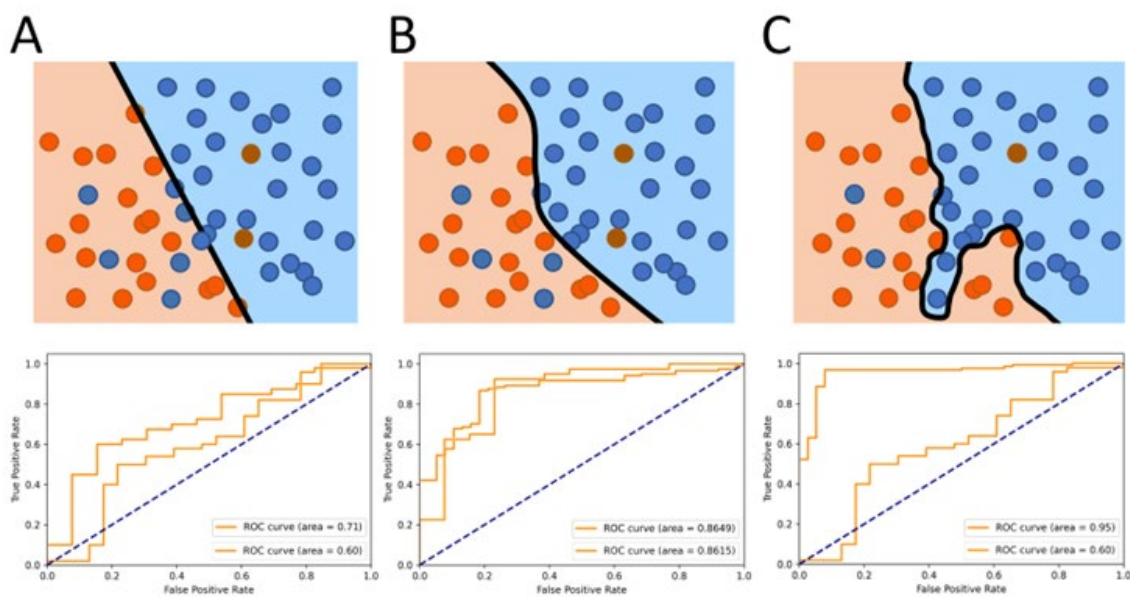 A
B
C
1.0
0.8
0.6
0.4
0.2
0.0
True Positive Rate
ROC curve (area = 0.71)
ROC curve (area = 0.60)
0.0 0.2 0.4 0.6 0.8 1.0
False Positive Rate
1.0
0.8
0.6
0.4
0.2
0.0
True Positive Rate
ROC curve (area = 0.8649)
ROC curve (area = 0.8615)
0.0 0.2 0.4 0.6 0.8 1.0
False Positive Rate
1.0
0.8
0.6
0.4
0.2
0.0
True Positive Rate
ROC curve (area = 0.95)
ROC curve (area = 0.60)
0.0 0.2 0.4 0.6 0.8 1.0
False Positive Rate